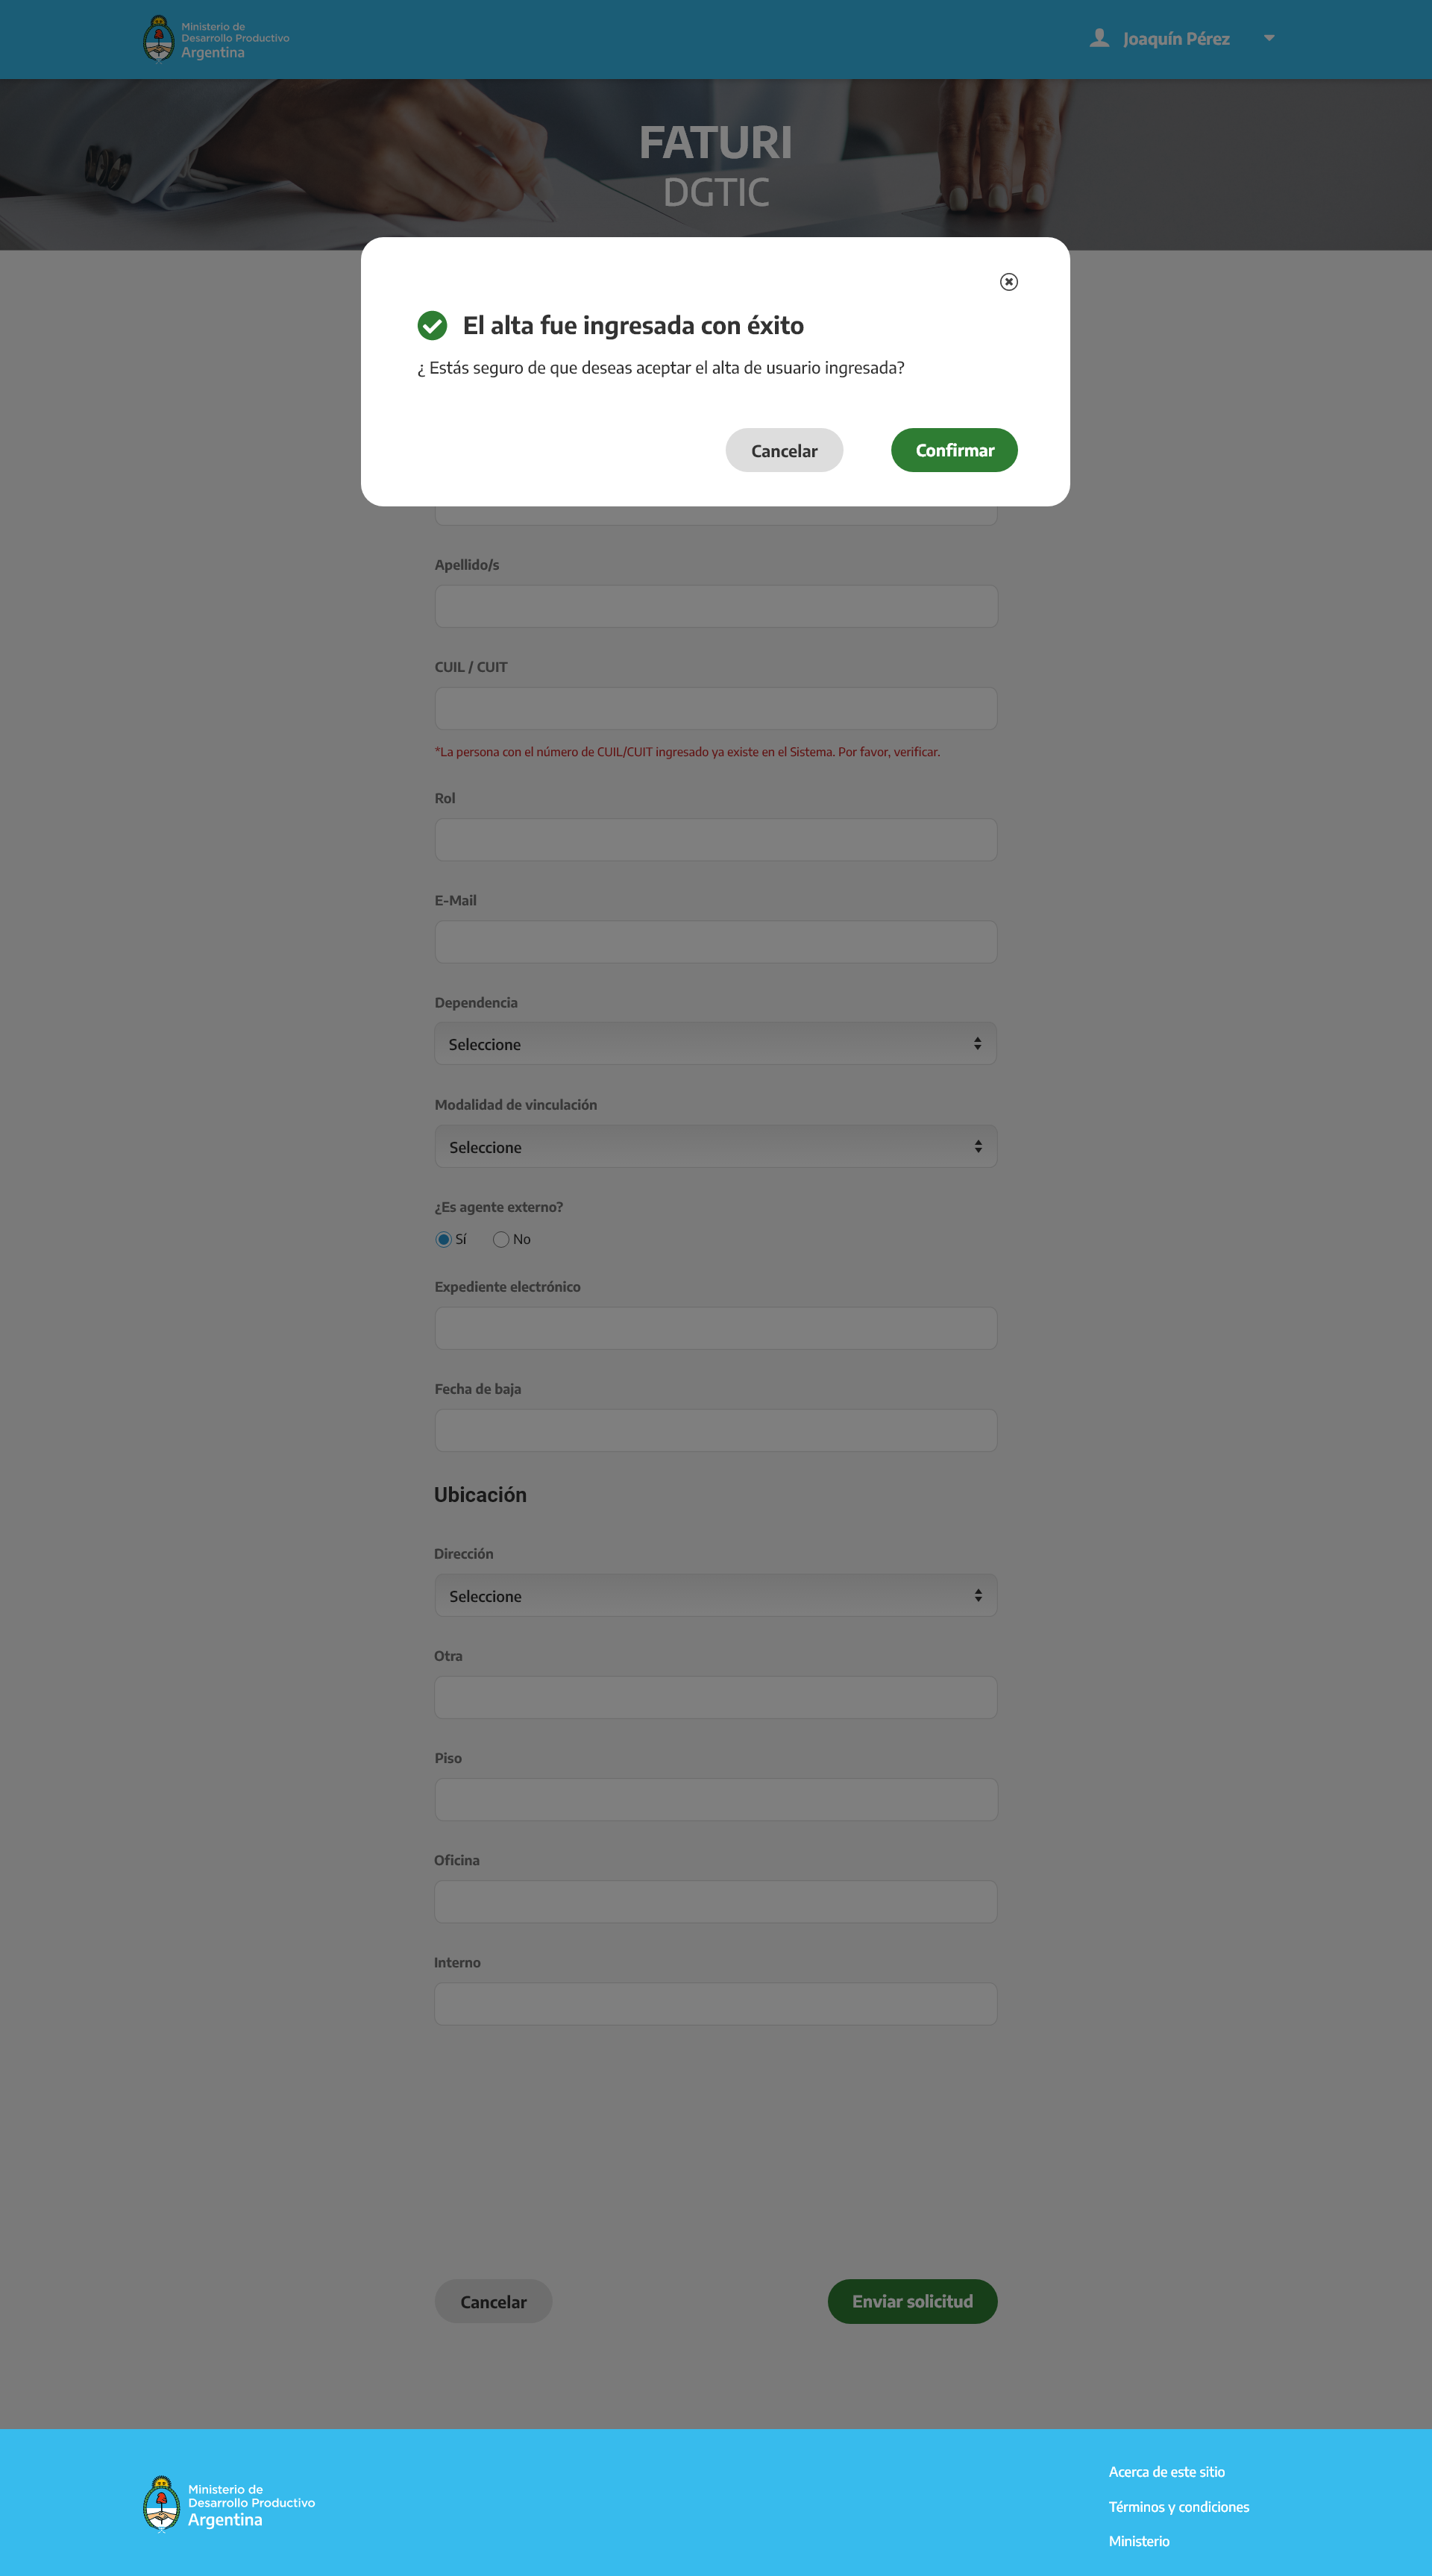 Ministerio de
Desarrollo Productivo
Argentina
Joaquín Pérez
FATURI
DGTIC
El alta fue ingresada con éxito
¿ Estás seguro de que deseas aceptar el alta de usuario ingresada?
Cancelar
Confirmar
Apellido/s
CUIL / CUIT
*La persona con el número de CUIL/CUIT ingresado ya existe en el Sistema. Por favor, verificar.
Rol
E-Mail
Dependencia
Seleccione
Modalidad de vinculación
Seleccione
¿Es agente externo?
Sí No
Expediente electrónico
Fecha de baja
Ubicación
Dirección
Seleccione
Otra
Piso
Oficina
Interno
Cancelar
Enviar solicitud
Ministerio de
Desarrollo Productivo
Argentina
Acerca de este sitio
Términos y condiciones
Ministerio